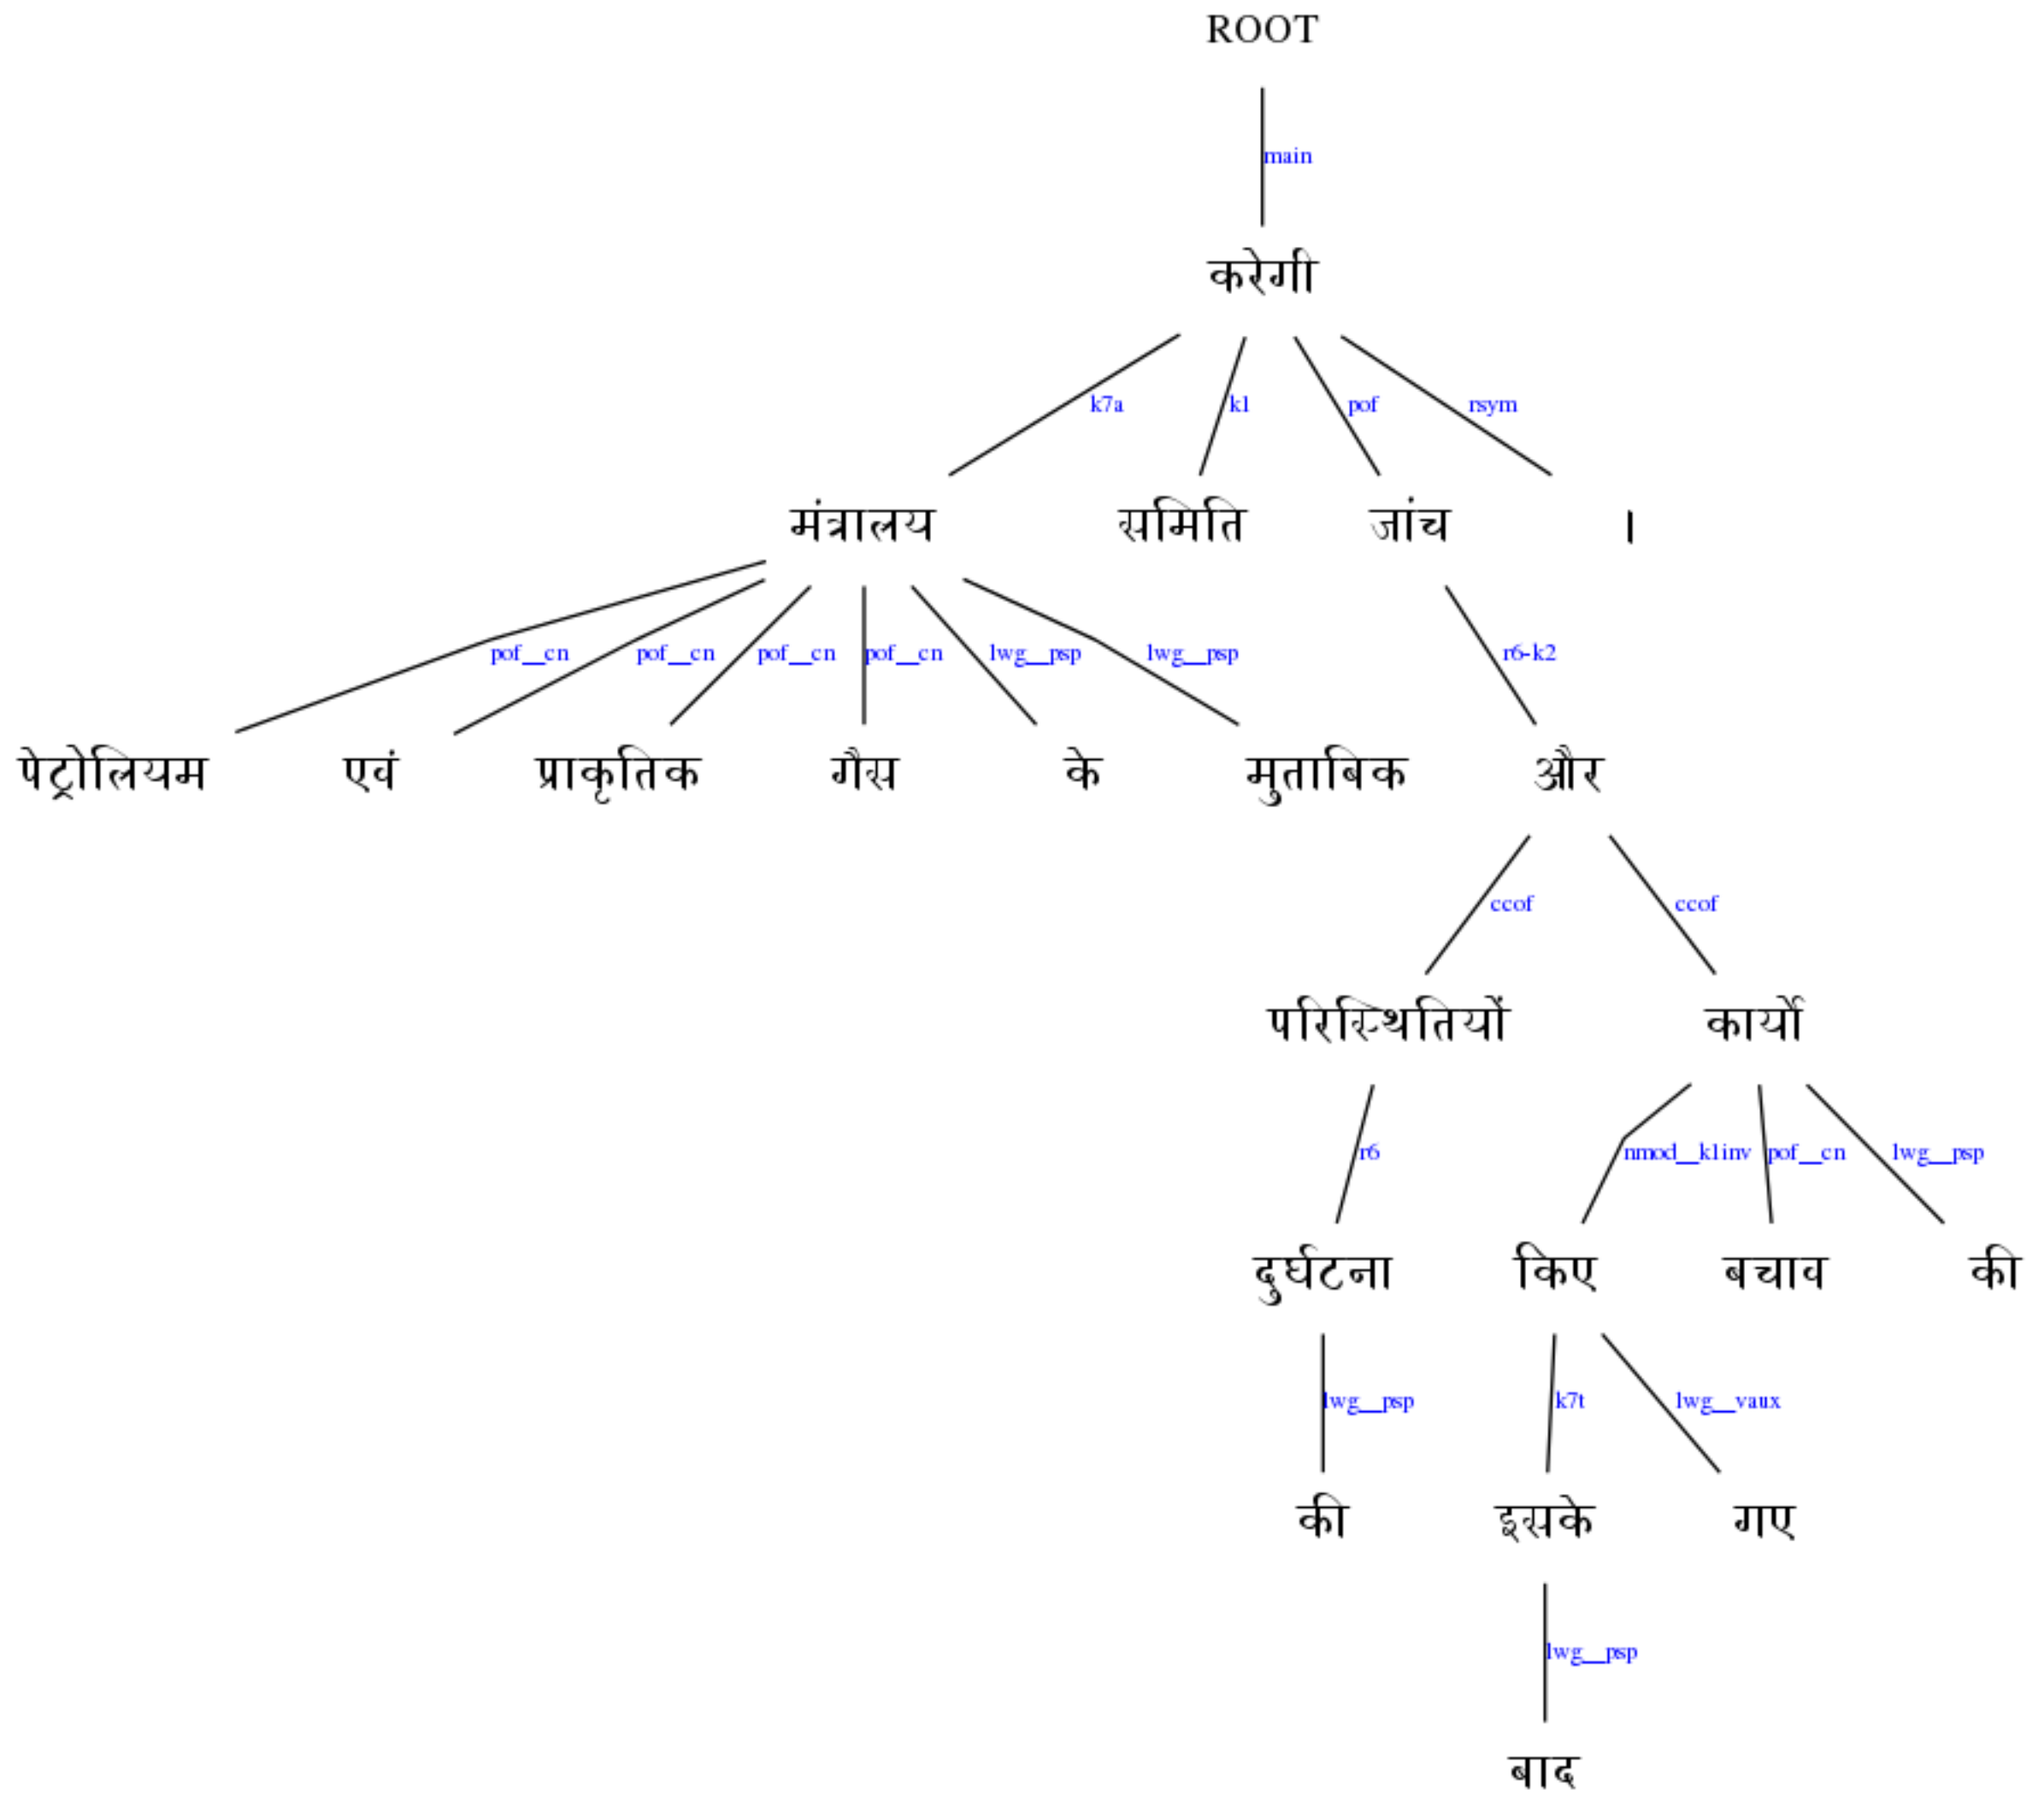 ROOT
main
करेगी
k7a k1 pof rsym
मंत्रालय समिति जांच ।
pof__cn pof__cn pof__cn pof__cn lwg__psp lwg__psp r6-k2
पेट्रोलियम एवं प्राकृतिक गैस के मुताबिक और
ccof ccof
परिस्थितियों कार्यों
r6 nmod__k1inv pof__cn lwg__psp
दुर्घटना किए बचाव की
lwg__psp k7t lwg__vaux
की इसके गए
lwg__psp
बाद